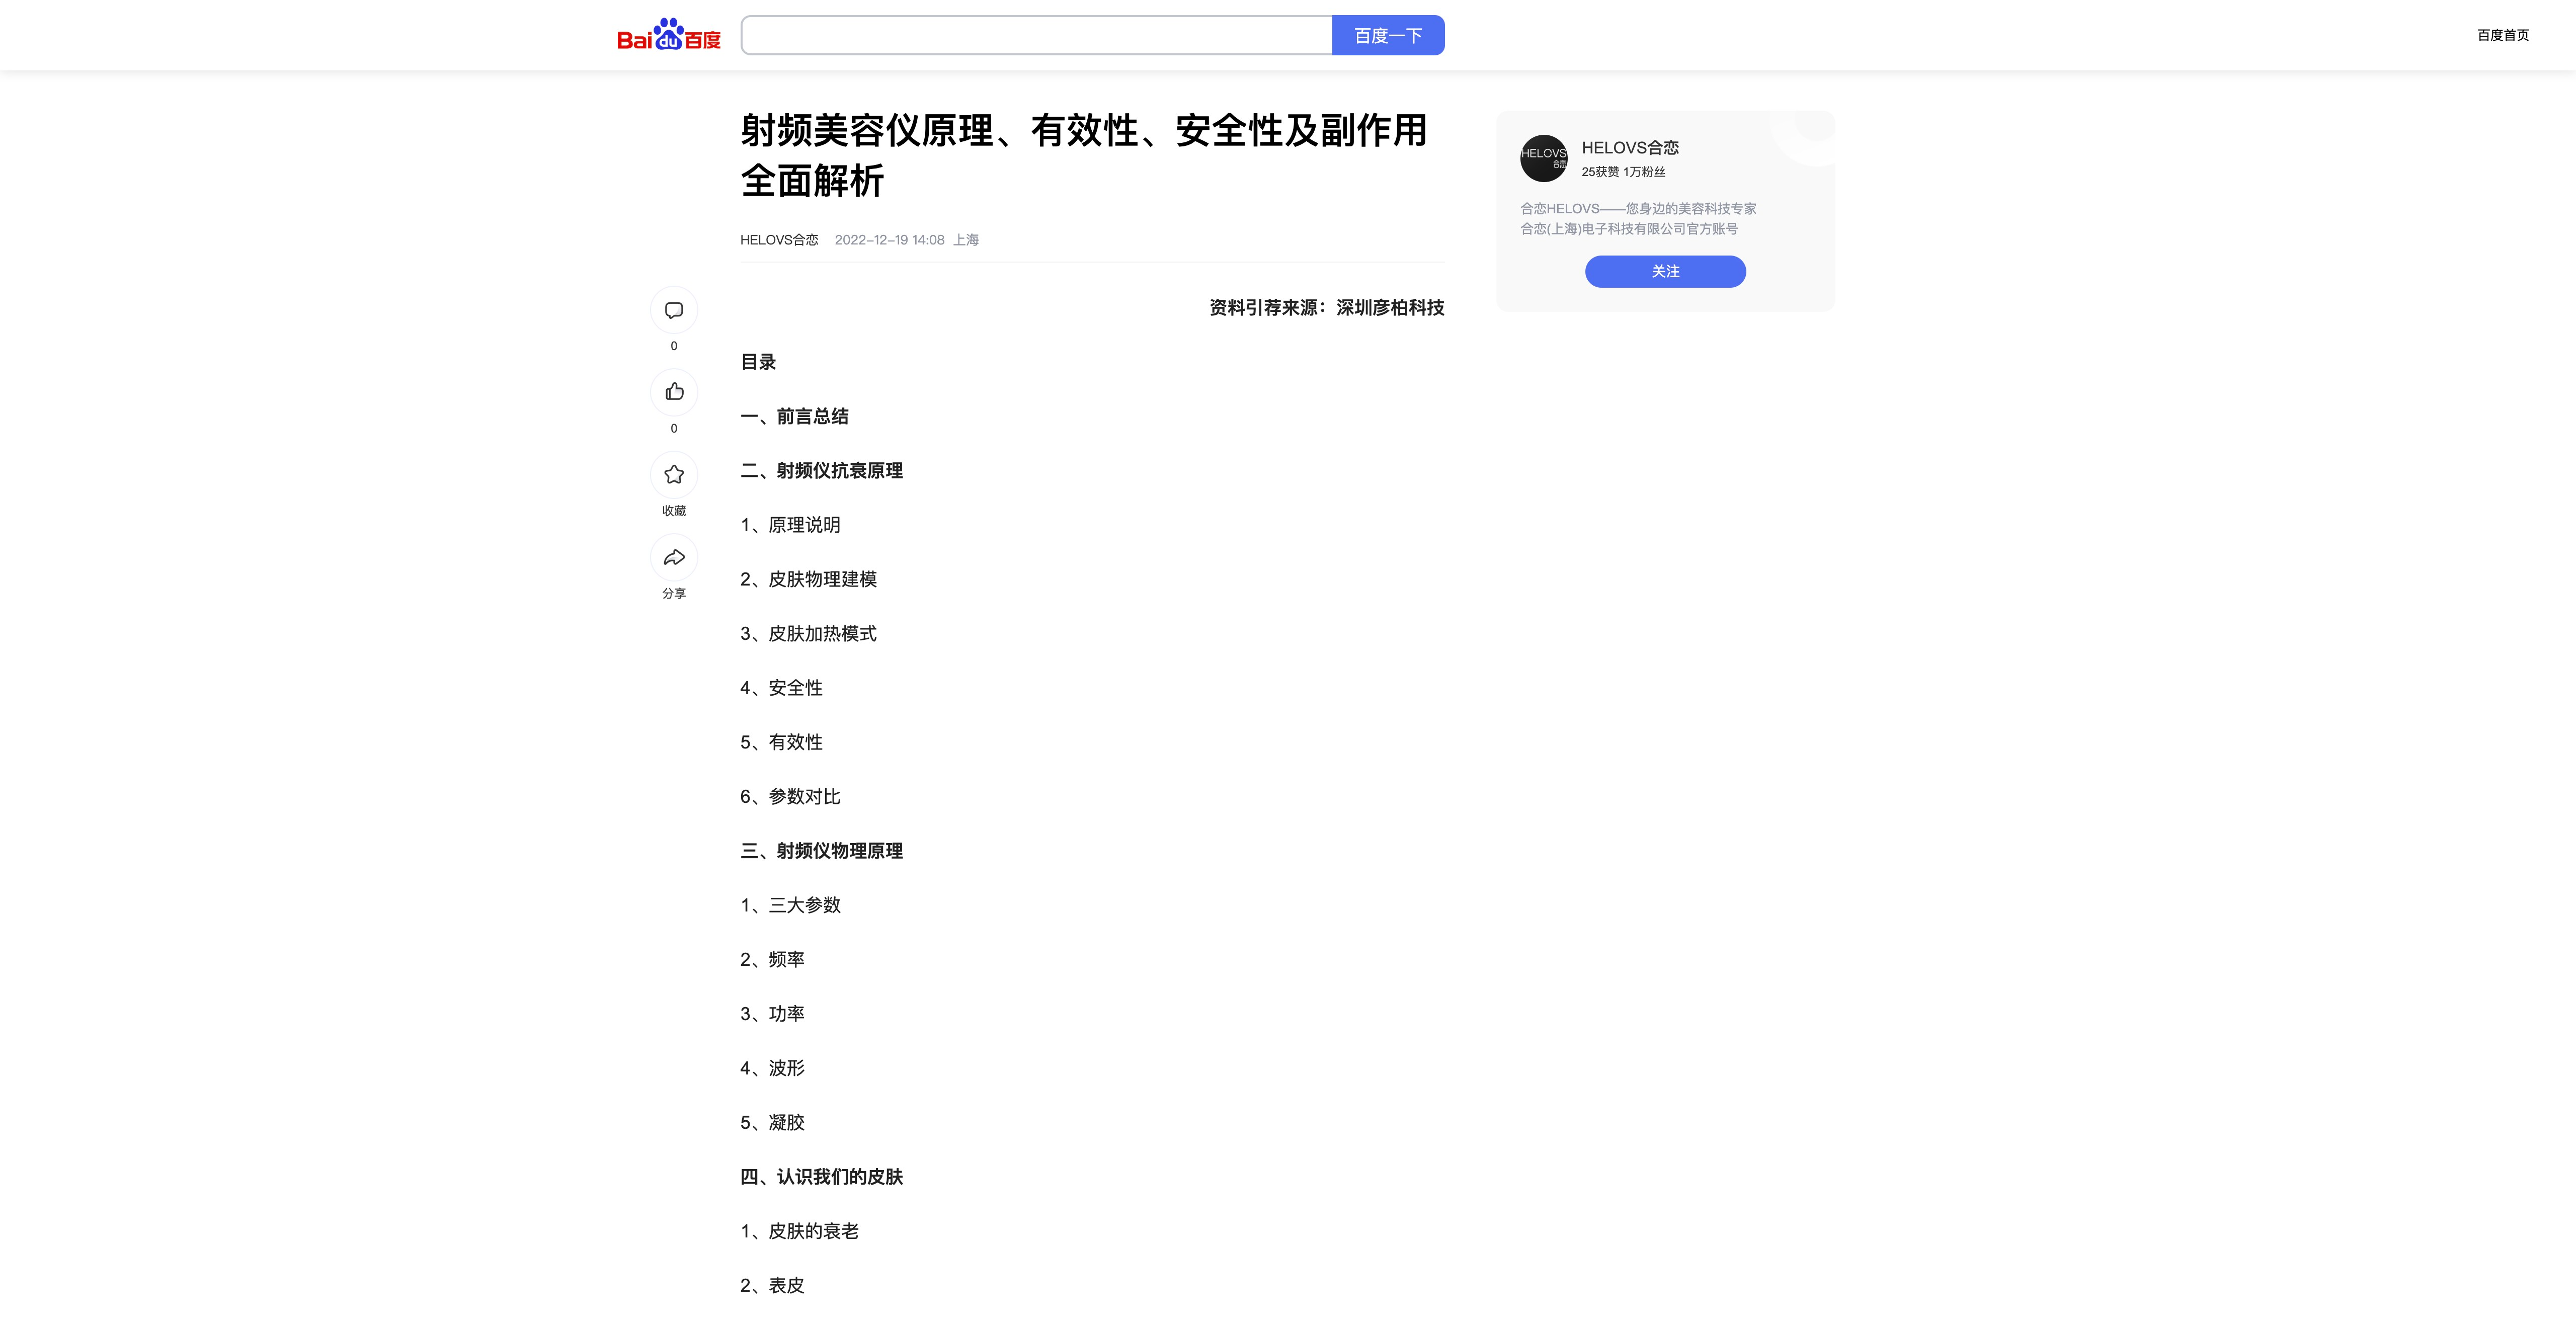 Bai du 百度
百度一下
百度首页
射频美容仪原理、有效性、安全性及副作用
全面解析
HELOVS合恋 2022-12-19 14:08 上海
资料引荐来源：深圳彦柏科技
目录
一、前言总结
二、射频仪抗衰原理
1、原理说明
2、皮肤物理建模
3、皮肤加热模式
4、安全性
5、有效性
6、参数对比
三、射频仪物理原理
1、三大参数
2、频率
3、功率
4、波形
5、凝胶
四、认识我们的皮肤
1、皮肤的衰老
2、表皮
0
0
收藏
分享
HELOVS
合恋
HELOVS合恋
25获赞 1万粉丝
合恋HELOVS——您身边的美容科技专家
合恋(上海)电子科技有限公司官方账号
关注